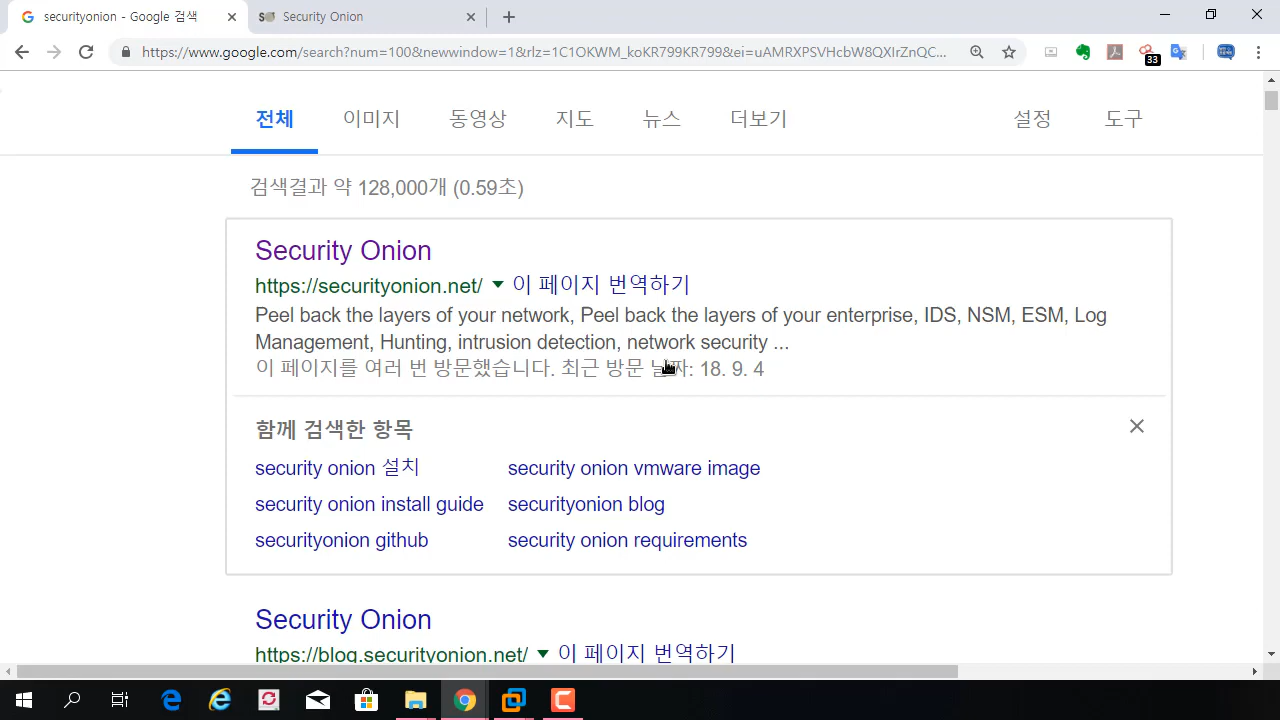 securityonion - Google 검색
Security Onion
https://www.google.com/search?num=100&newwindow=1&rlz=1C1OKWM_koKR799KR799&ei=uAMRXPSVHcbW8QXIrZnQC...
33
전체 이미지 동영상 지도 뉴스 더보기 설정 도구
검색결과 약 128,000개 (0.59초)
Security Onion
https://securityonion.net/ 이 페이지 번역하기
Peel back the layers of your network, Peel back the layers of your enterprise, IDS, NSM, ESM, Log
Management, Hunting, intrusion detection, network security ...
이 페이지를 여러 번 방문했습니다. 최근 방문 날짜: 18. 9. 4
함께 검색한 항목
security onion 설치 security onion vmware image
security onion install guide securityonion blog
securityonion github security onion requirements
Security Onion
https://blog.securityonion.net/ 이 페이지 번역하기